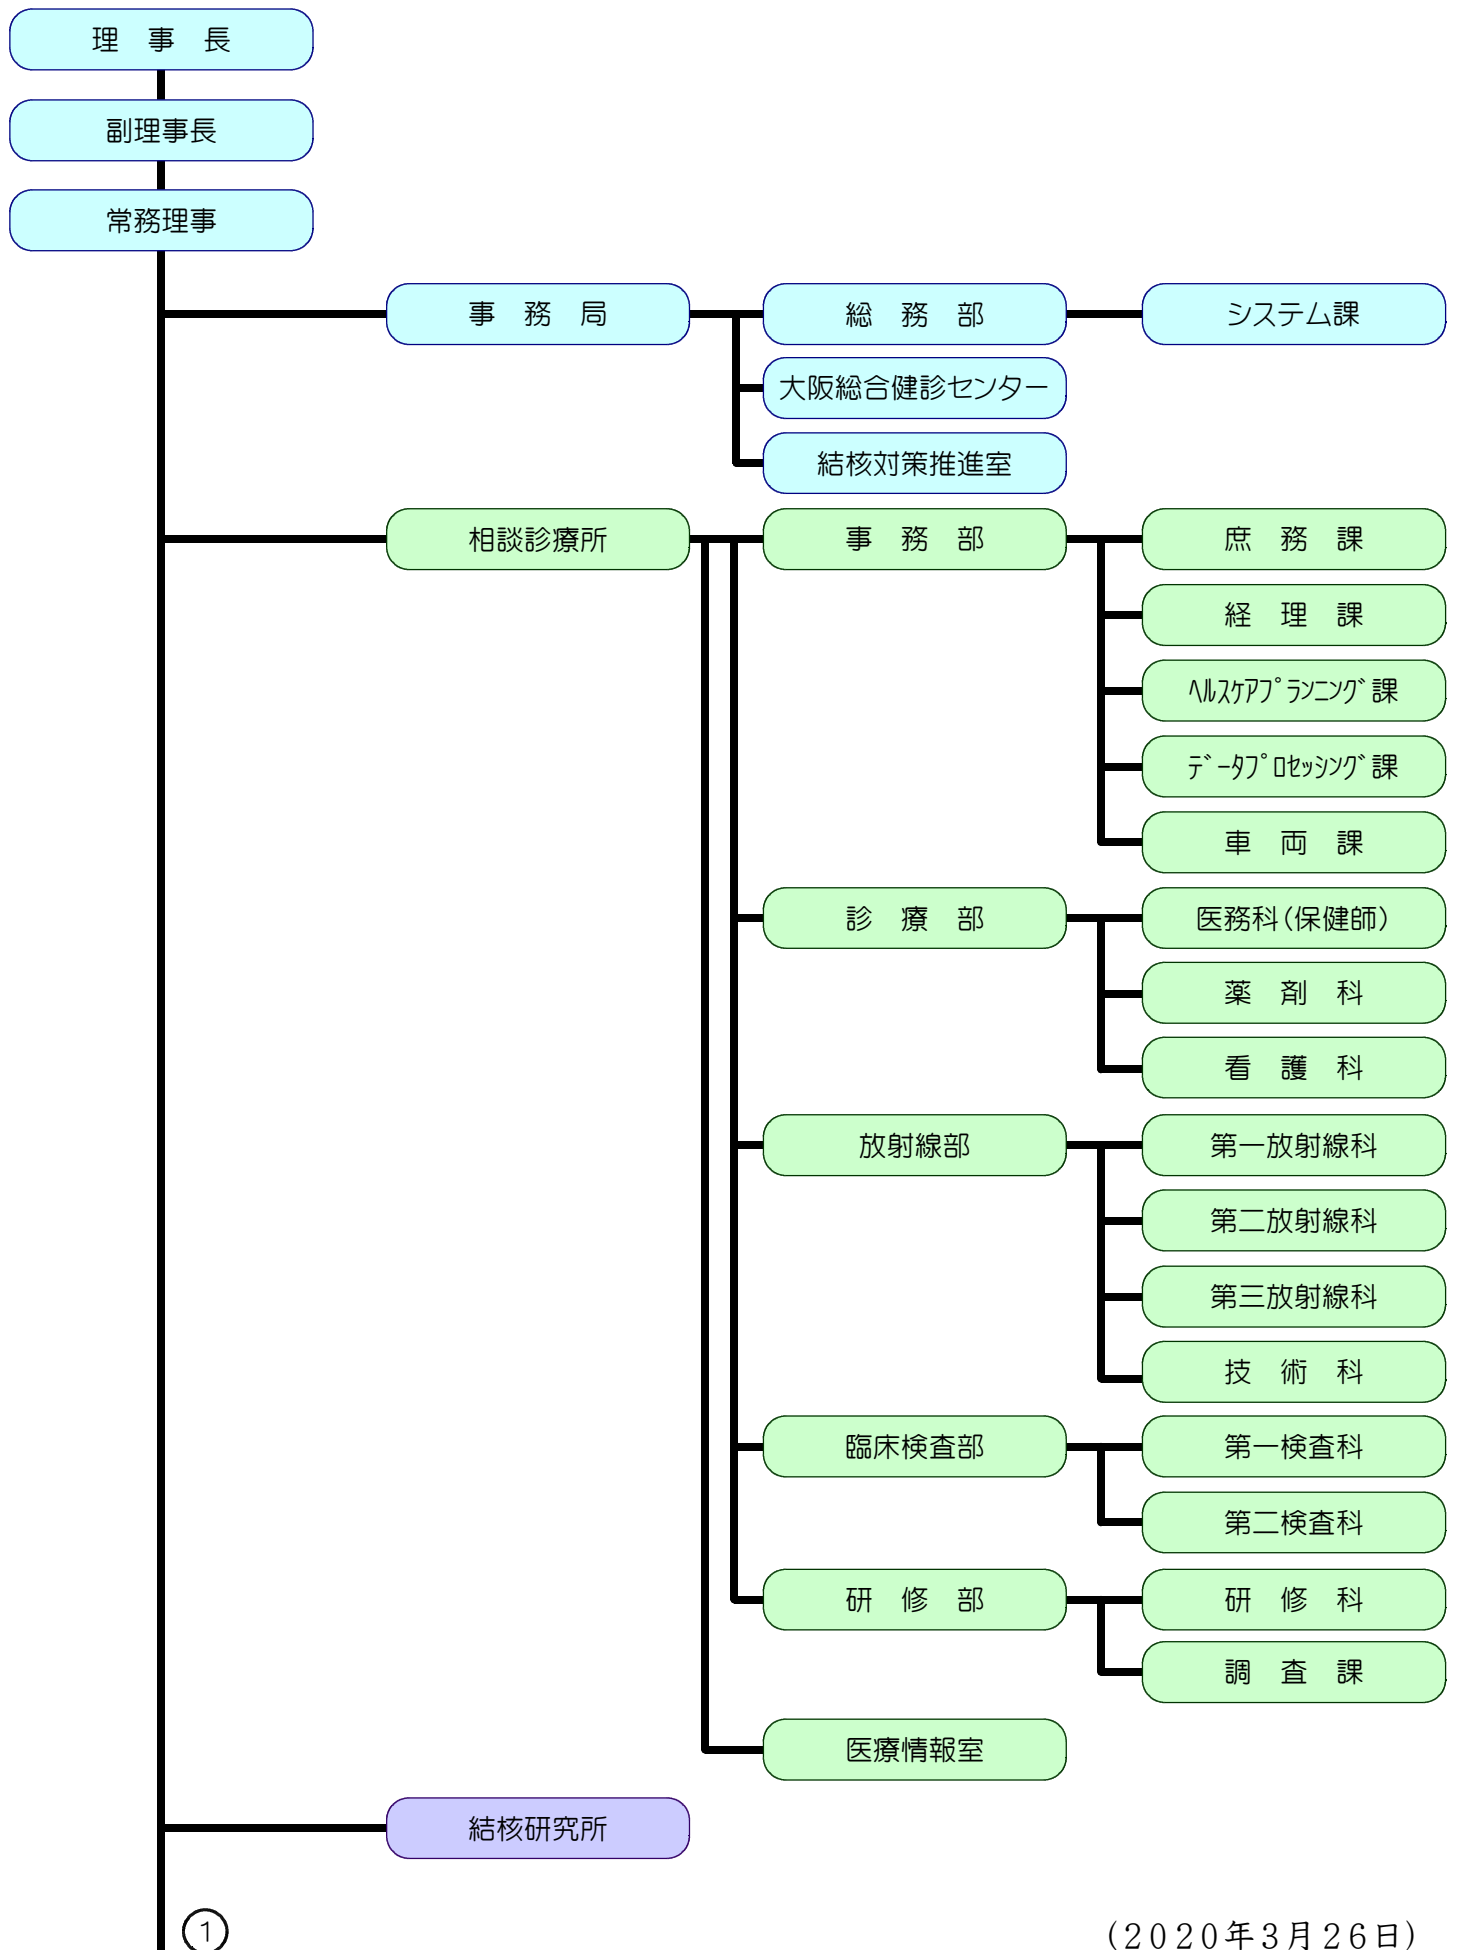 理　事　長
副理事長
常務理事
事　務　局
総　務　部
システム課
大阪総合健診センター
結核対策推進室
相談診療所
事　務　部
庶　務　課
経　理　課
ﾍﾙｽｹｱﾌﾟﾗﾝﾆﾝｸﾞ課
ﾃﾞｰﾀﾌﾟﾛｾｯｼﾝｸﾞ課
車　両　課
診　療　部
医務科（保健師）
薬　剤　科
看　護　科
放射線部
第一放射線科
第二放射線科
第三放射線科
技　術　科
臨床検査部
第一検査科
第二検査科
研　修　部
研　修　科
調　査　課
医療情報室
結核研究所
①
(2020年3月26日)